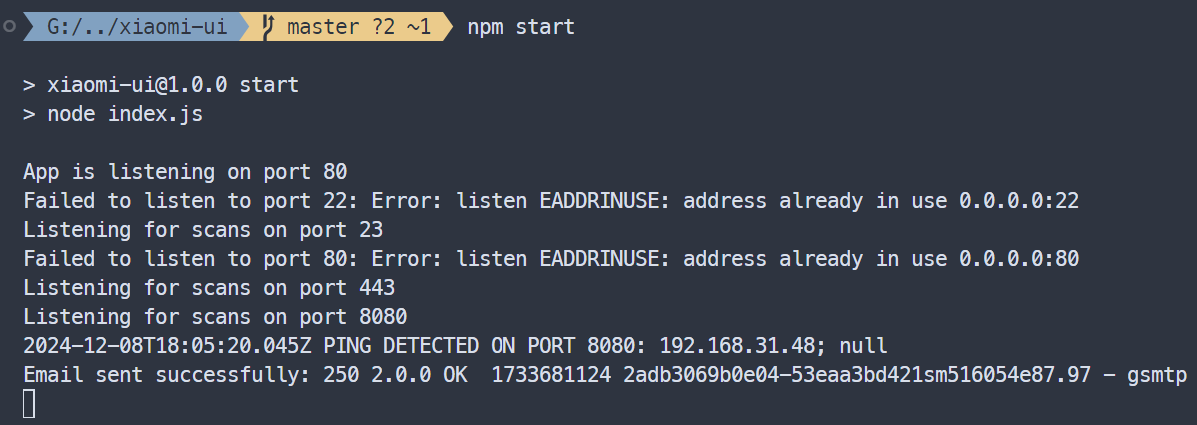 G:/../xiaomi-ui master ?2 ~1 npm start
> xiaomi-ui@1.0.0 start
> node index.js
App is listening on port 80
Failed to listen to port 22: Error: listen EADDRINUSE: address already in use 0.0.0.0:22
Listening for scans on port 23
Failed to listen to port 80: Error: listen EADDRINUSE: address already in use 0.0.0.0:80
Listening for scans on port 443
Listening for scans on port 8080
2024-12-08T18:05:20.045Z PING DETECTED ON PORT 8080: 192.168.31.48; null
Email sent successfully: 250 2.0.0 OK  1733681124 2adb3069b0e04-53eaa3bd421sm516054e87.97 - gsmtp